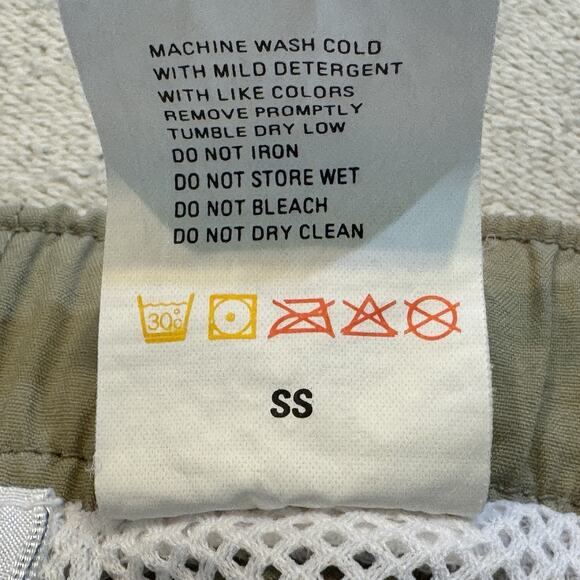 MACHINE WASH COLD
WITH MILD DETERGENT
WITH LIKE COLORS
REMOVE PROMPTLY
TUMBLE DRY LOW
DO NOT IRON
DO NOT STORE WET
DO NOT BLEACH
DO NOT DRY CLEAN
30°
SS